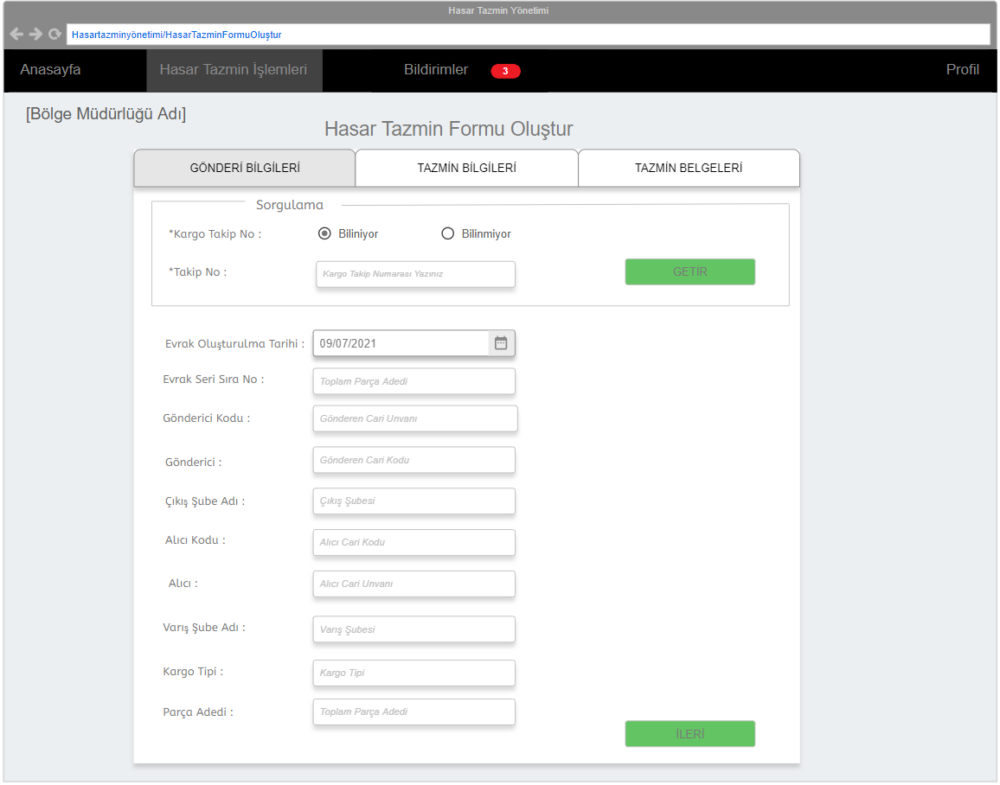 Hasar Tazmin Yönetimi
Hasartazminyönetimi/HasarTazminFormuOluştur
Anasayfa Hasar Tazmin İşlemleri Bildirimler 3 Profil
[Bölge Müdürlüğü Adı]
Hasar Tazmin Formu Oluştur
GÖNDERİ BİLGİLERİ TAZMİN BİLGİLERİ TAZMİN BELGELERİ
Sorgulama
*Kargo Takip No : Biliniyor Bilinmiyor
*Takip No : Kargo Takip Numarası Yazınız GETİR
Evrak Oluşturulma Tarihi : 09/07/2021
Evrak Seri Sıra No : Toplam Parça Adedi
Gönderici Kodu : Gönderen Cari Unvanı
Gönderici : Gönderen Cari Kodu
Çıkış Şube Adı : Çıkış Şubesi
Alıcı Kodu : Alıcı Cari Kodu
Alıcı : Alıcı Cari Unvanı
Varış Şube Adı : Varış Şubesi
Kargo Tipi : Kargo Tipi
Parça Adedi : Toplam Parça Adedi
İLERİ